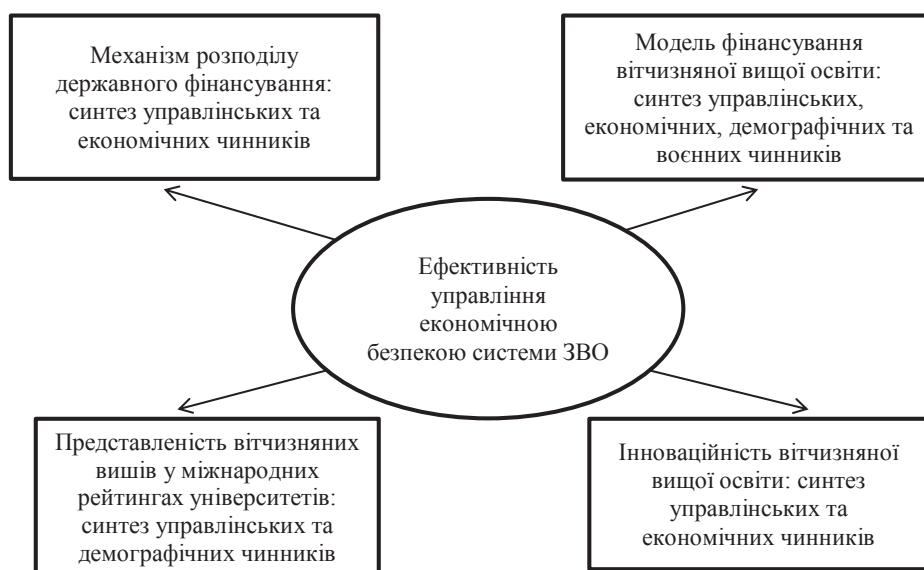 Механізм розподілу
державного фінансування:
синтез управлінських та
економічних чинників
Модель фінансування
вітчизняної вищої освіти:
синтез управлінських,
економічних, демографічних та
воєнних чинників
Ефективність
управління
економічною
безпекою системи ЗВО
Представленість вітчизняних
вишів у міжнародних
рейтингах університетів:
синтез управлінських та
демографічних чинників
Інноваційність вітчизняної
вищої освіти: синтез
управлінських та
економічних чинників